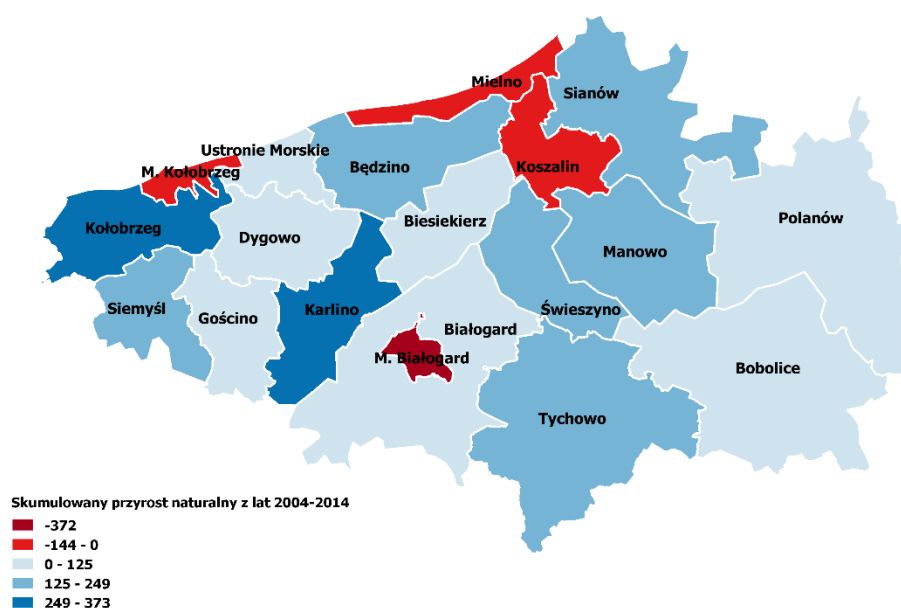 Mielno
Sianów
Ustronie Morskie
M. Kołobrzeg
Będzino
Koszalin
Kołobrzeg
Dygowo
Biesiekierz
Polanów
Manowo
Siemyśl
Gościno
Karlino
Świeszyno
Białogard
M. Białogard
Bobolice
Tychowo
Skumulowany przyrost naturalny z lat 2004-2014
-372
-144 - 0
0 - 125
125 - 249
249 - 373